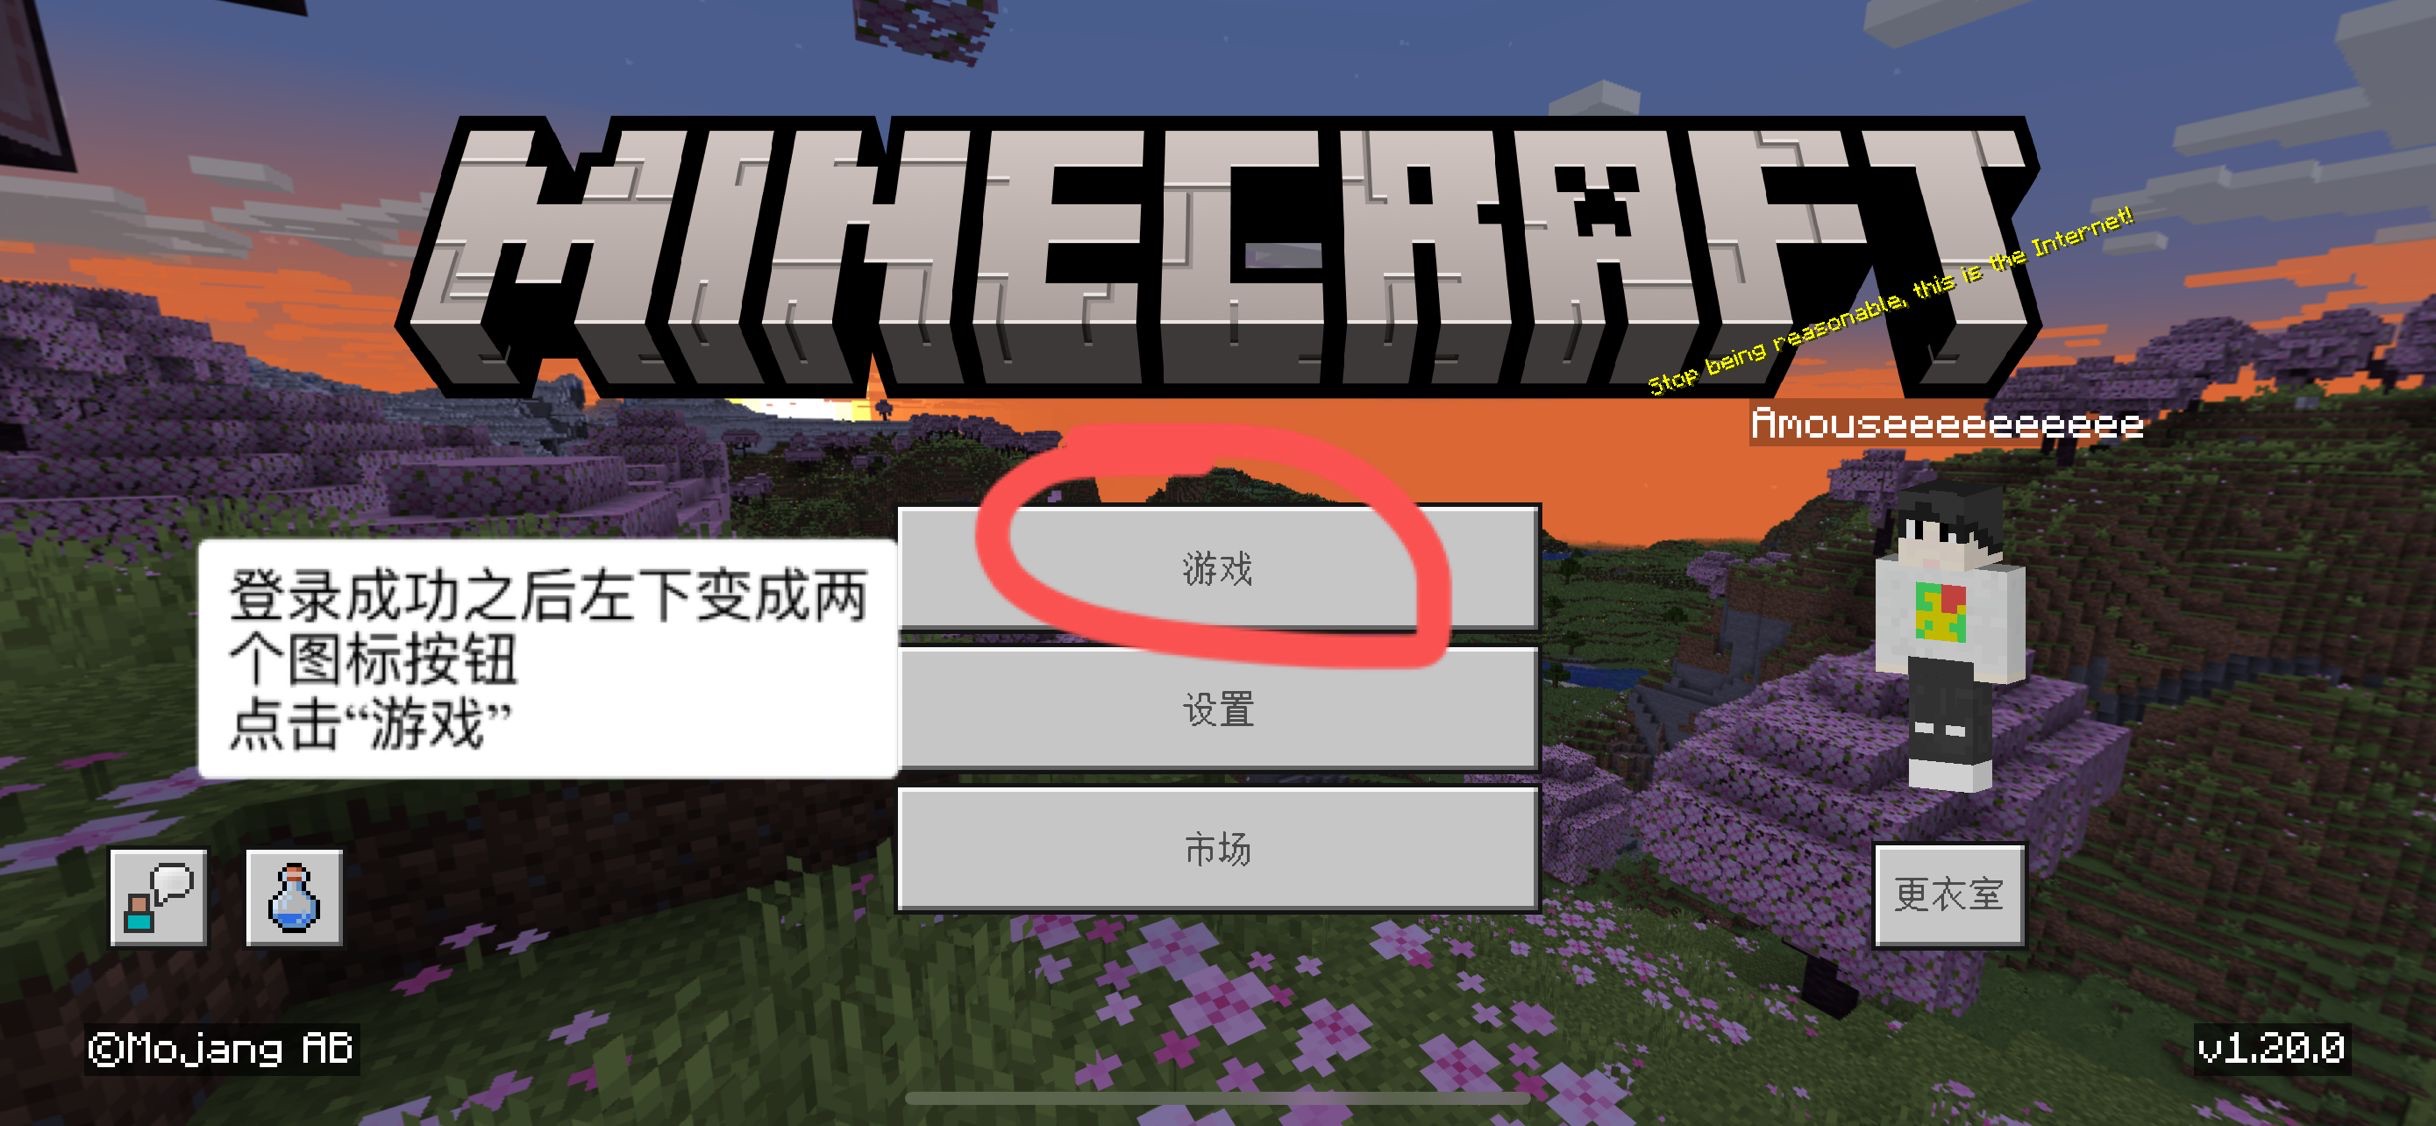 MINECRAFT
Stop being reasonable, this is the Internet!
Amouseeeeeeeeeee
游戏
登录成功之后左下变成两
个图标按钮
点击“游戏”
设置
市场
更衣室
©Mojang AB
v1.20.0